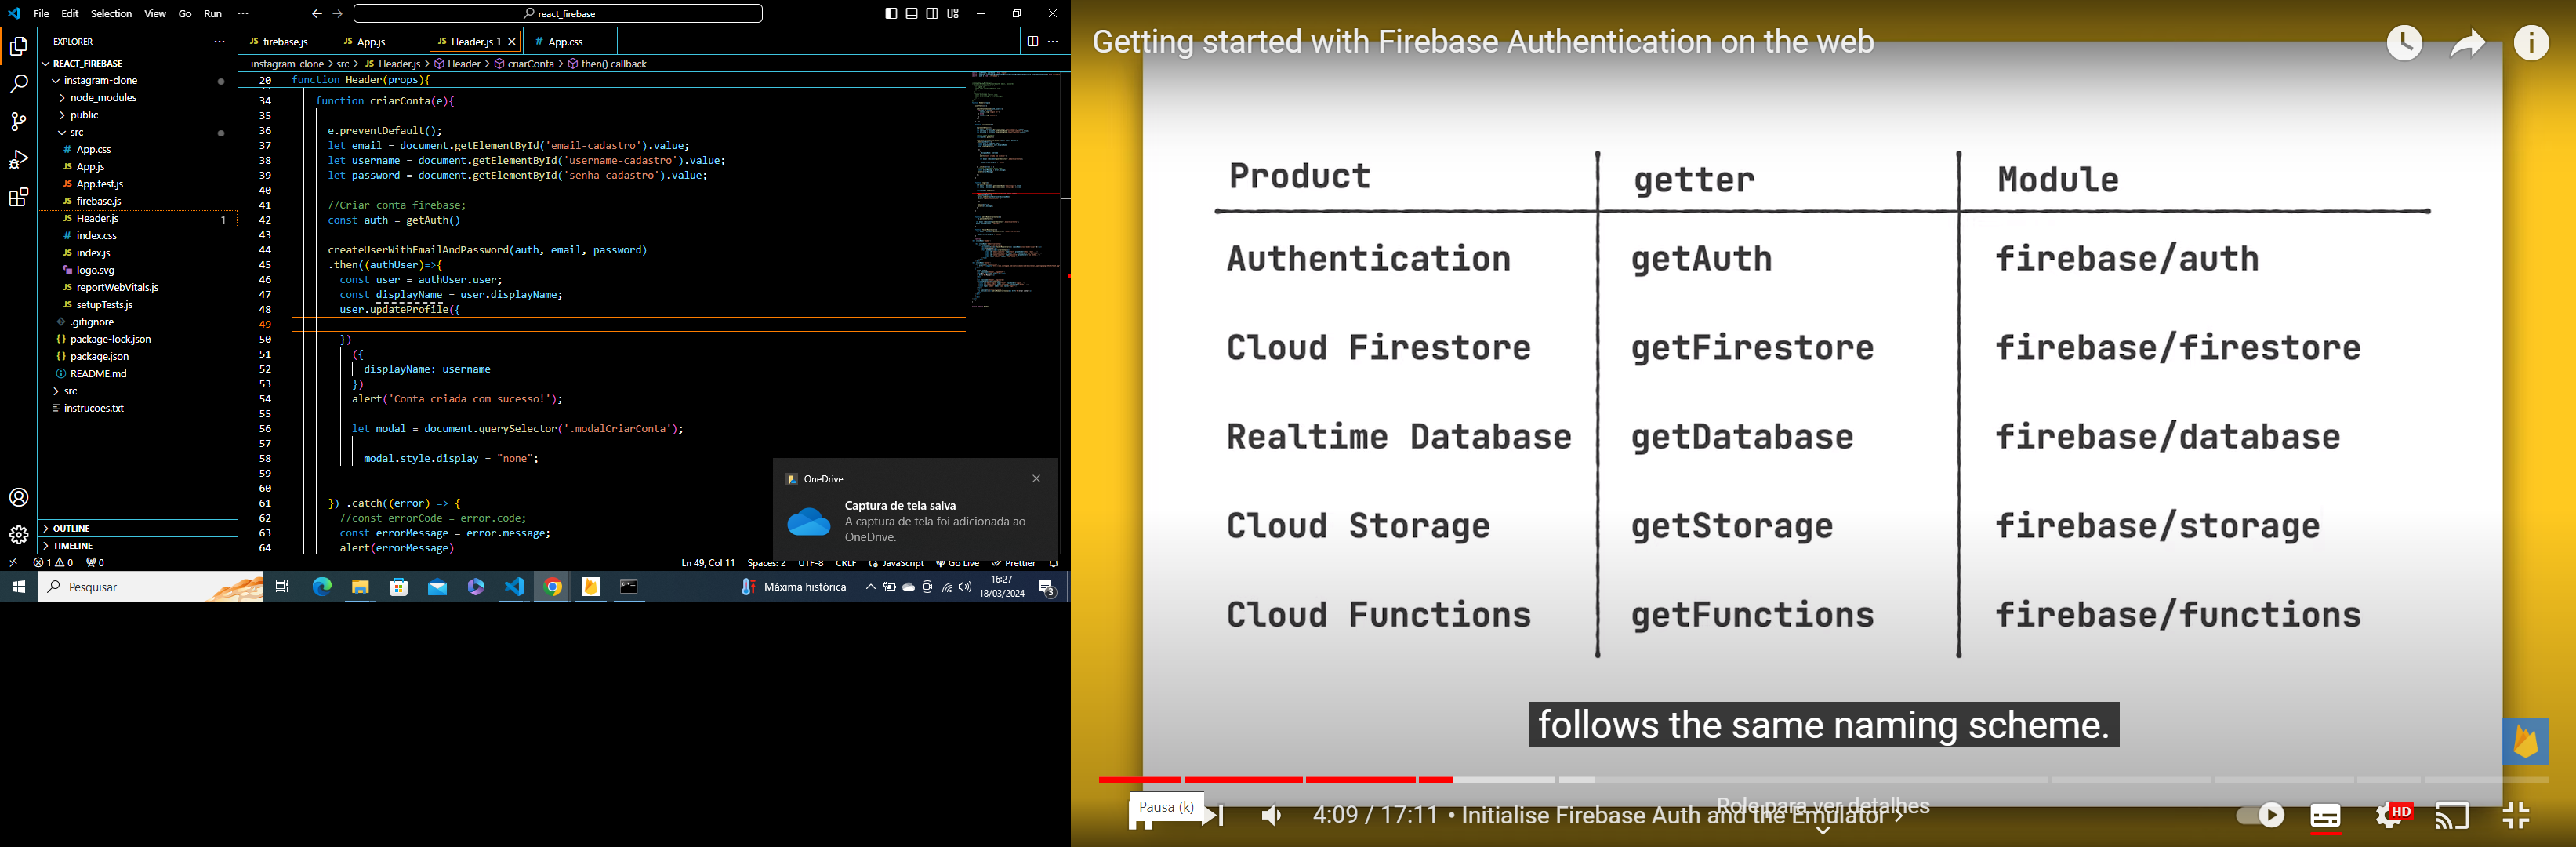 File Edit Selection View Go Run ··· react_firebase
EXPLORER ···
REACT_FIREBASE
instagram-clone
node_modules
public
src
# App.css
JS App.js
JS App.test.js
JS firebase.js
JS Header.js 1
# index.css
JS index.js
logo.svg
JS reportWebVitals.js
JS setupTests.js
.gitignore
{} package-lock.json
{} package.json
README.md
src
instrucoes.txt
OUTLINE
TIMELINE
JS firebase.js JS App.js JS Header.js 1 # App.css
instagram-clone > src > JS Header.js > Header > criarConta > then() callback
20 function Header(props){
34 function criarConta(e){
35
36 e.preventDefault();
37 let email = document.getElementById('email-cadastro').value;
38 let username = document.getElementById('username-cadastro').value;
39 let password = document.getElementById('senha-cadastro').value;
40
41 //Criar conta firebase;
42 const auth = getAuth()
43
44 createUserWithEmailAndPassword(auth, email, password)
45 .then((authUser)=>{
46 const user = authUser.user;
47 const displayName = user.displayName;
48 user.updateProfile({
49
50 })
51 ({
52 displayName: username
53 })
54 alert('Conta criada com sucesso!');
55
56 let modal = document.querySelector('.modalCriarConta');
57
58 modal.style.display = "none";
59
60
61 }) .catch((error) => {
62 //const errorCode = error.code;
63 const errorMessage = error.message;
64 alert(errorMessage)
OneDrive
Captura de tela salva
A captura de tela foi adicionada ao
OneDrive.
1 0 0 Ln 49, Col 11 Spaces: 2 UTF-8 CRLF JavaScript Go Live Prettier
Pesquisar Máxima histórica 16:27
18/03/2024 3
Getting started with Firebase Authentication on the web
Product getter Module
Authentication getAuth firebase/auth
Cloud Firestore getFirestore firebase/firestore
Realtime Database getDatabase firebase/database
Cloud Storage getStorage firebase/storage
Cloud Functions getFunctions firebase/functions
follows the same naming scheme.
Pausa (k)
Role para ver detalhes
4:09 / 17:11 • Initialise Firebase Auth and the Emulator >
HD